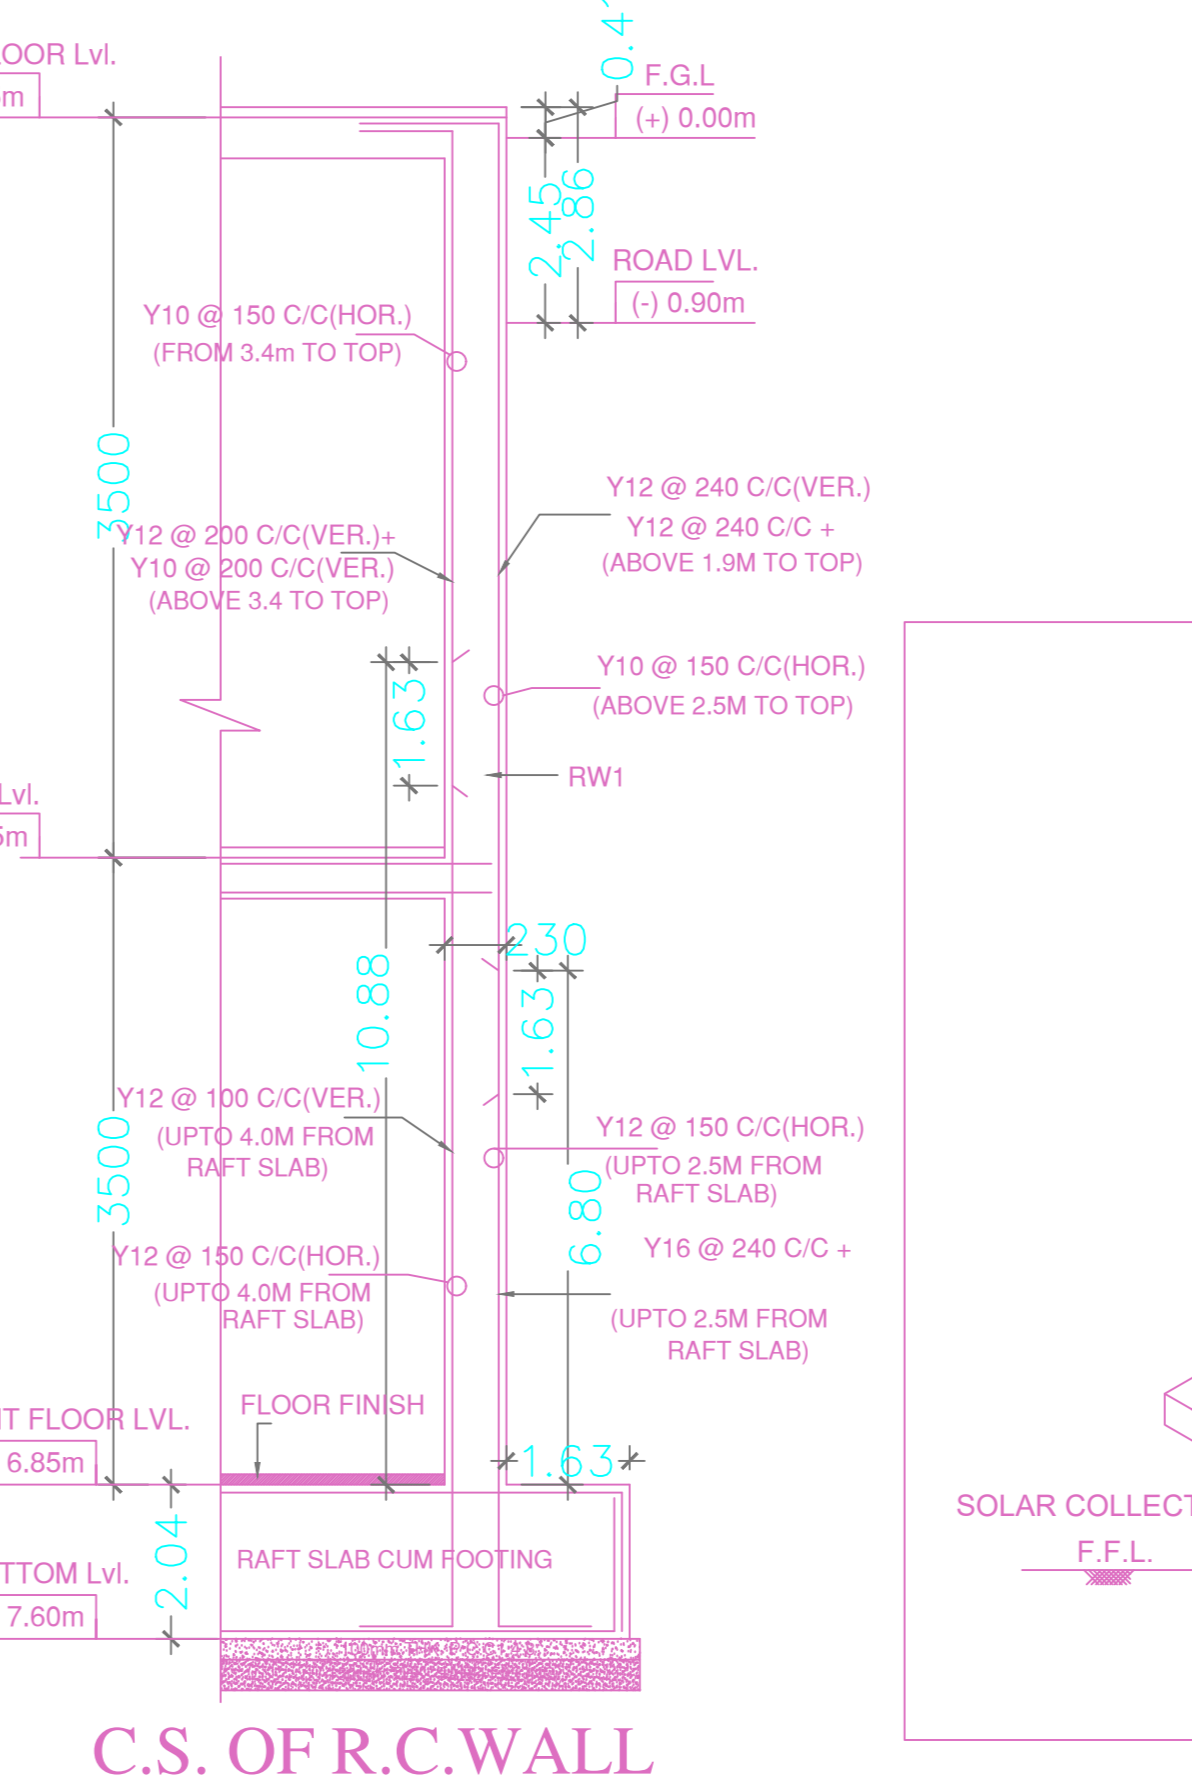 OOR Lvl.
m
0.41
F.G.L
(+) 0.00m
2.45
2.86
ROAD LVL.
(-) 0.90m
Y10 @ 150 C/C(HOR.)
(FROM 3.4m TO TOP)
3500
Y12 @ 240 C/C(VER.)
Y12 @ 240 C/C +
(ABOVE 1.9M TO TOP)
Y12 @ 200 C/C(VER.)+
Y10 @ 200 C/C(VER.)
(ABOVE 3.4 TO TOP)
Y10 @ 150 C/C(HOR.)
(ABOVE 2.5M TO TOP)
1.63
RW1
Lvl.
5m
230
10.88
1.63
Y12 @ 100 C/C(VER.)
(UPTO 4.0M FROM
RAFT SLAB)
3500
Y12 @ 150 C/C(HOR.)
(UPTO 2.5M FROM
RAFT SLAB)
6.80
Y16 @ 240 C/C +
(UPTO 2.5M FROM
RAFT SLAB)
Y12 @ 150 C/C(HOR.)
(UPTO 4.0M FROM
RAFT SLAB)
FLOOR FINISH
IT FLOOR LVL.
6.85m
1.63
2.04
RAFT SLAB CUM FOOTING
TTOM Lvl.
7.60m
SOLAR COLLECT
F.F.L.
C.S. OF R.C.WALL